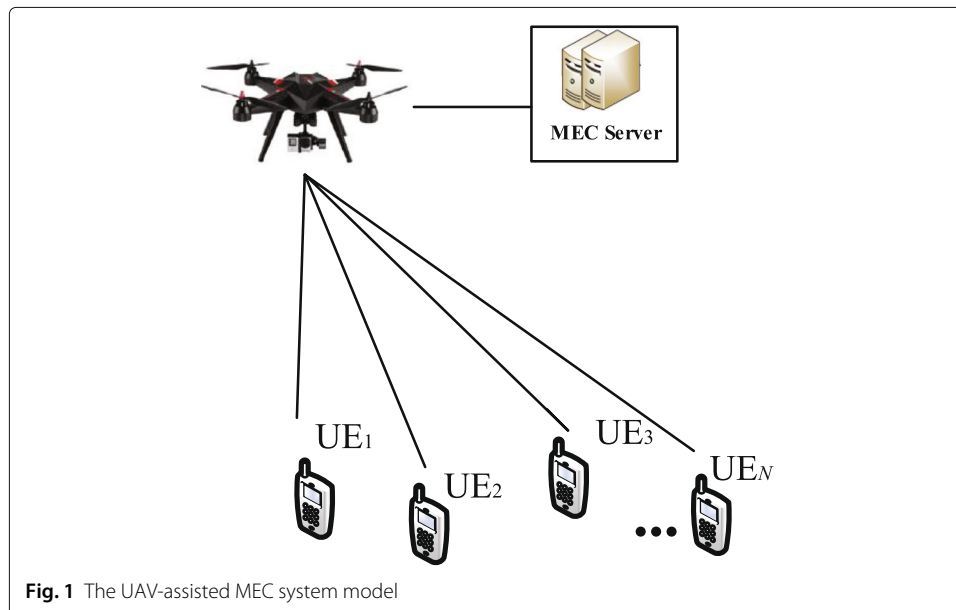 MEC Server
UE1
UE2
UE3
UEN
Fig. 1 The UAV-assisted MEC system model